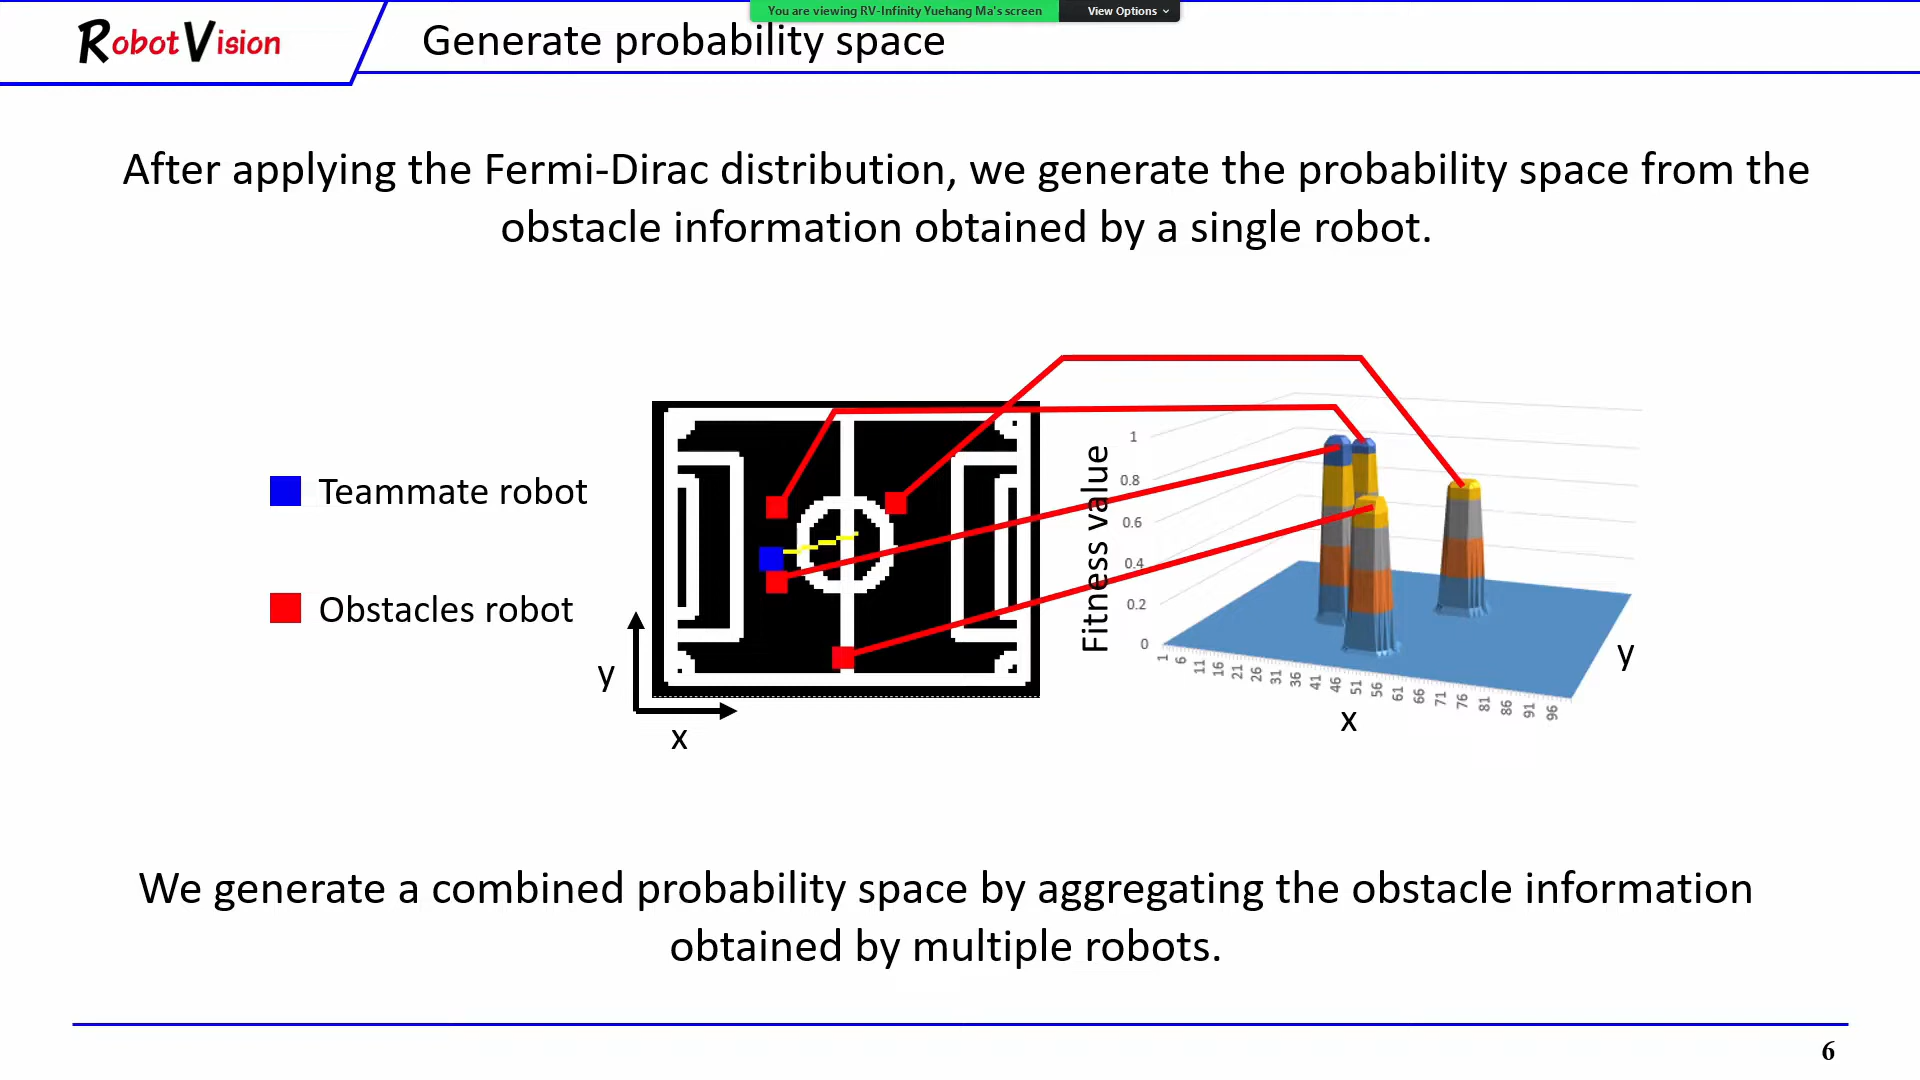 You are viewing RV-Infinity Yuehang Ma's screen
View Options
Robot Vision
Generate probability space
After applying the Fermi-Dirac distribution, we generate the probability space from the
obstacle information obtained by a single robot.
Teammate robot
Obstacles robot
y
x
Fitness value
1
0.8
0.6
0.4
0.2
0
1 6 11 16 21 26 31 36 41 46 51 56 61 66 71 76 81 86 91 96
x
y
We generate a combined probability space by aggregating the obstacle information
obtained by multiple robots.
6